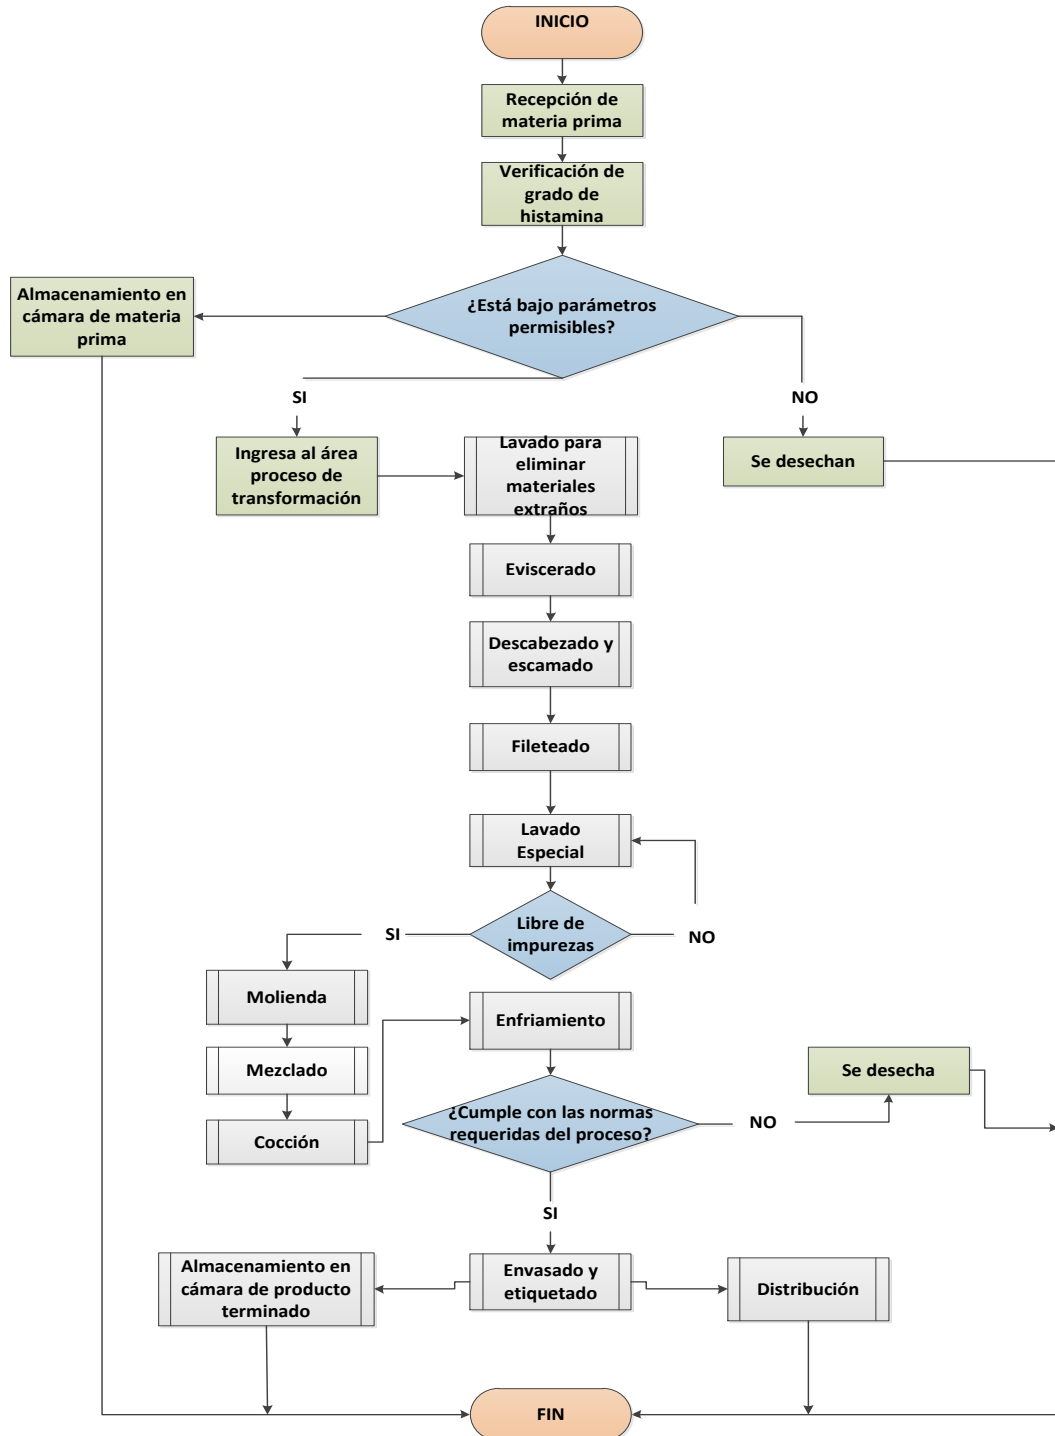 INICIO
Recepción de
materia prima
Verificación de
grado de
histamina
¿Está bajo parámetros
permisibles?
Almacenamiento en
cámara de materia
prima
SI
NO
Ingresa al área
proceso de
transformación
Lavado para
eliminar
materiales
extraños
Se desechan
Eviscerado
Descabezado y
escamado
Fileteado
Lavado
Especial
Libre de
impurezas
SI
NO
Molienda
Mezclado
Cocción
Enfriamiento
¿Cumple con las normas
requeridas del proceso?
NO
Se desecha
SI
Almacenamiento en
cámara de producto
terminado
Envasado y
etiquetado
Distribución
FIN